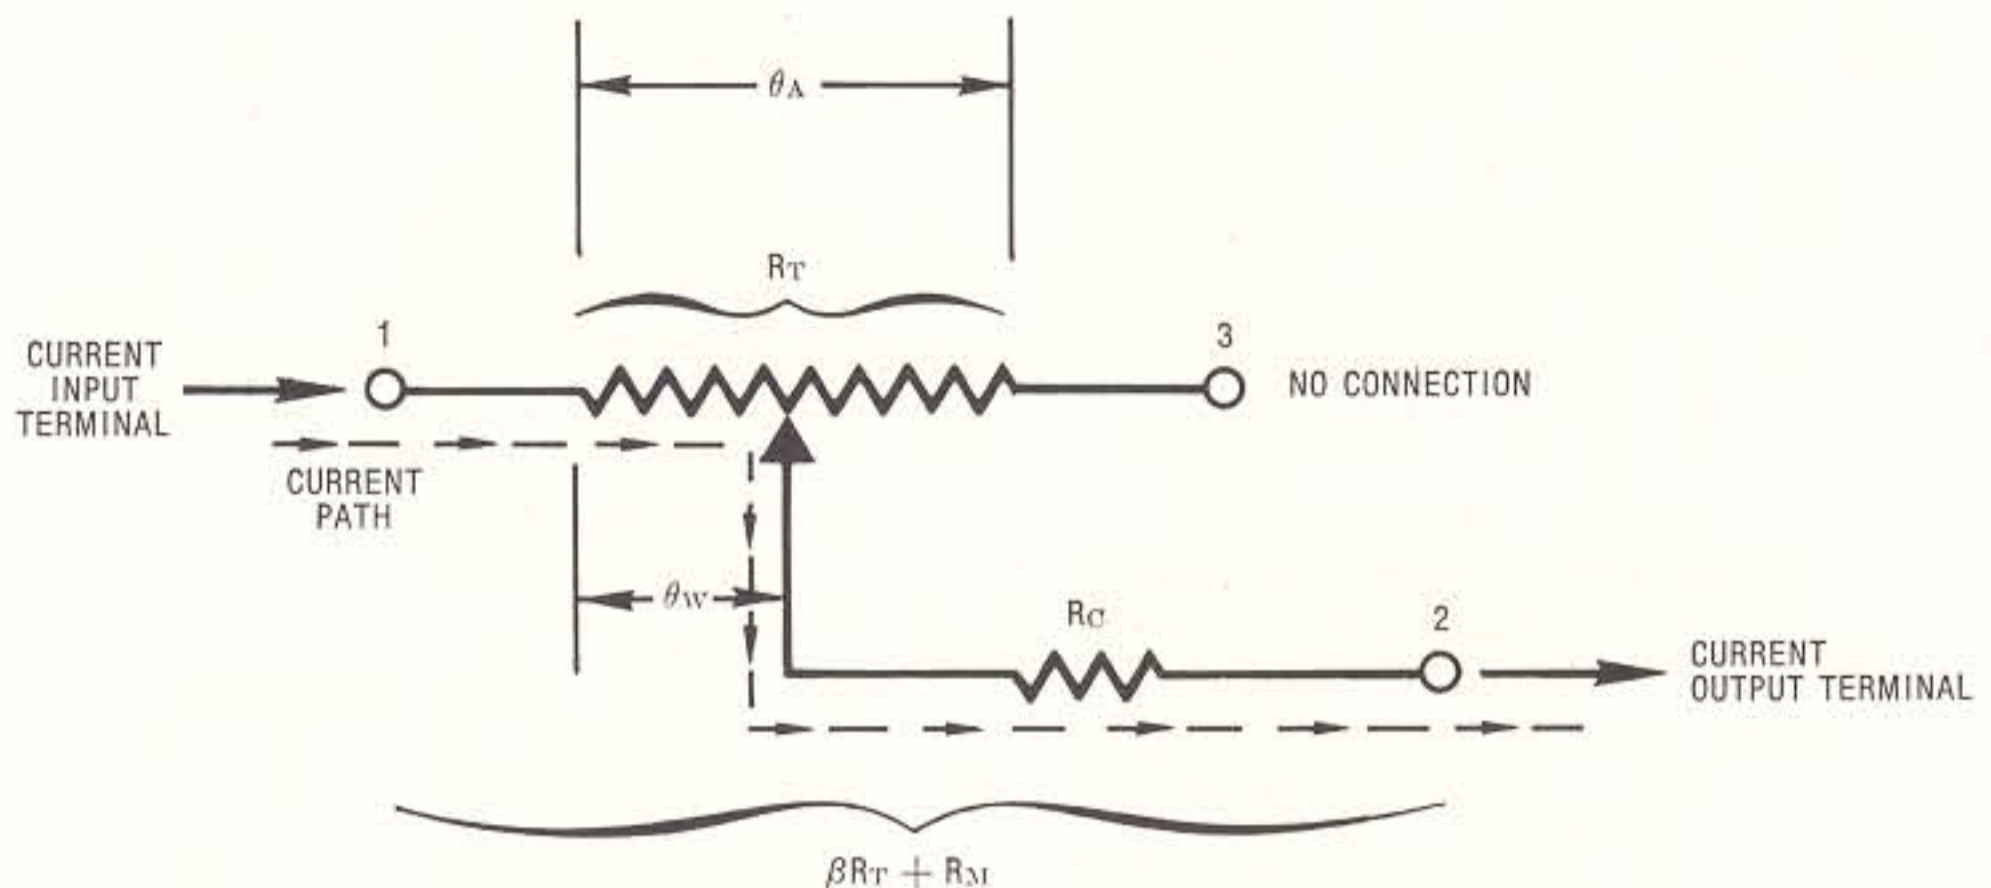 θA
RT
1
3
CURRENT
INPUT
TERMINAL
NO CONNECTION
CURRENT
PATH
θW
RC
2
CURRENT
OUTPUT TERMINAL
βRT + RM